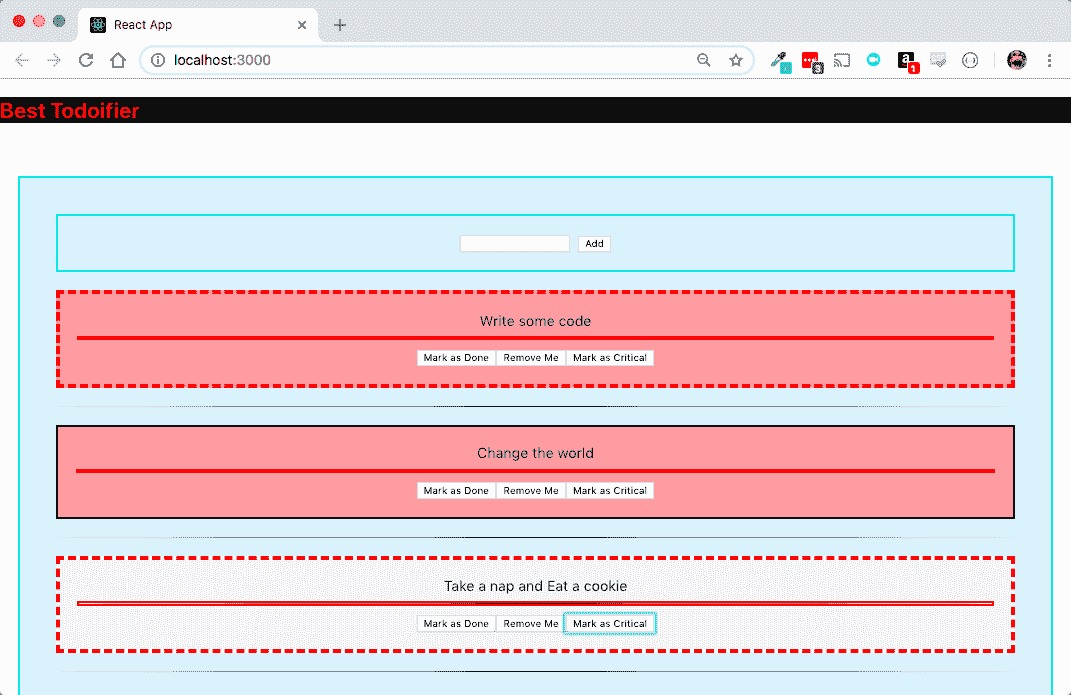 React App
localhost:3000
3
a
1
Best Todoifier
Add
Write some code
Mark as Done Remove Me Mark as Critical
Change the world
Mark as Done Remove Me Mark as Critical
Take a nap and Eat a cookie
Mark as Done Remove Me Mark as Critical